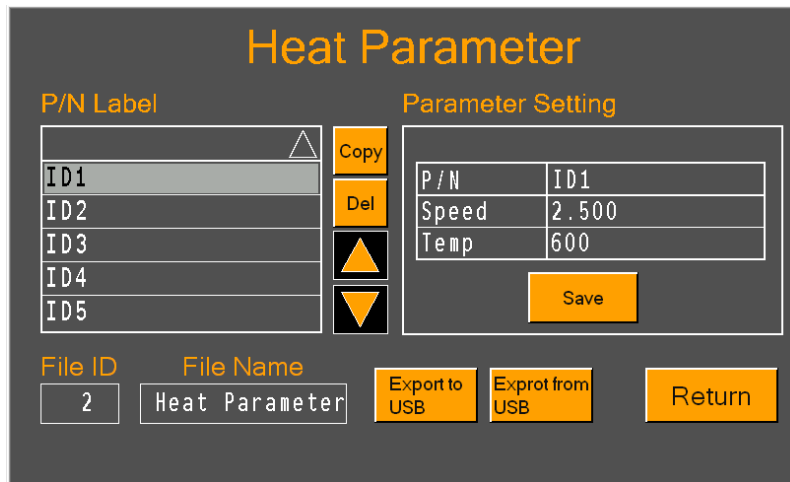 Heat Parameter
P/N Label
Parameter Setting
ID1
ID2
ID3
ID4
ID5
Copy
Del
P/N ID1
Speed 2.500
Temp 600
Save
File ID
File Name
2
Heat Parameter
Export to
USB
Exprot from
USB
Return